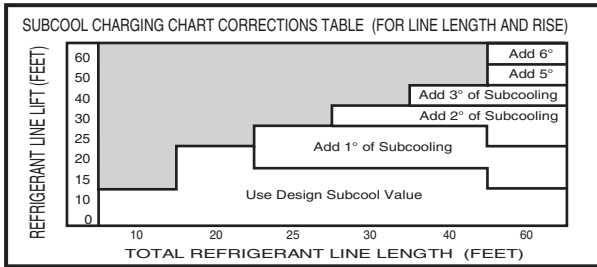 SUBCOOL CHARGING CHART CORRECTIONS TABLE (FOR LINE LENGTH AND RISE)
REFRIGERANT LINE LIFT (FEET)
60
50
40
30
25
20
15
10
0
Add 6°
Add 5°
Add 3° of Subcooling
Add 2° of Subcooling
Add 1° of Subcooling
Use Design Subcool Value
10 20 25 30 40 60
TOTAL REFRIGERANT LINE LENGTH (FEET)